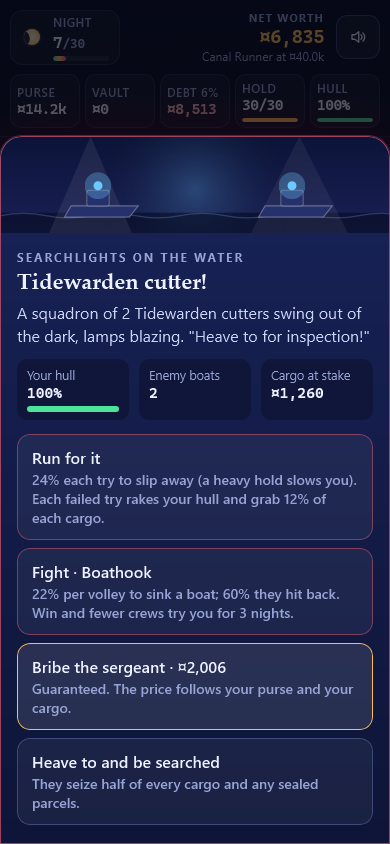 NIGHT
7/30
NET WORTH
¤6,835
Canal Runner at ¤40.0k
PURSE
¤14.2k
VAULT
¤0
DEBT 6%
¤8,513
HOLD
30/30
HULL
100%
SEARCHLIGHTS ON THE WATER
Tidewarden cutter!
A squadron of 2 Tidewarden cutters swing out of
the dark, lamps blazing. "Heave to for inspection!"
Your hull
100%
Enemy boats
2
Cargo at stake
¤1,260
Run for it
24% each try to slip away (a heavy hold slows you).
Each failed try rakes your hull and grab 12% of
each cargo.
Fight · Boathook
22% per volley to sink a boat; 60% they hit back.
Win and fewer crews try you for 3 nights.
Bribe the sergeant · ¤2,006
Guaranteed. The price follows your purse and your
cargo.
Heave to and be searched
They seize half of every cargo and any sealed
parcels.